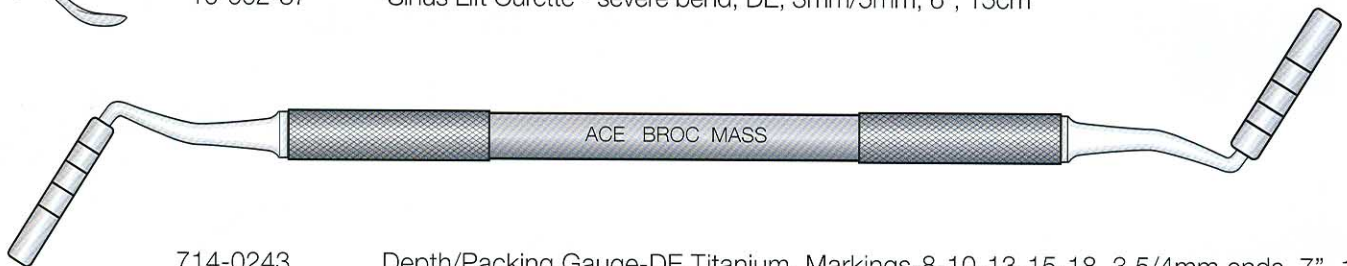 Sinus Lift Curette - severe bend, DE, 3mm/5mm, 6", 15cm
ACE BROC MASS
714-0243 Depth/Packing Gauge-DE Titanium, Markings 8-10-13-15-18, 3.5/4mm ends, 7",